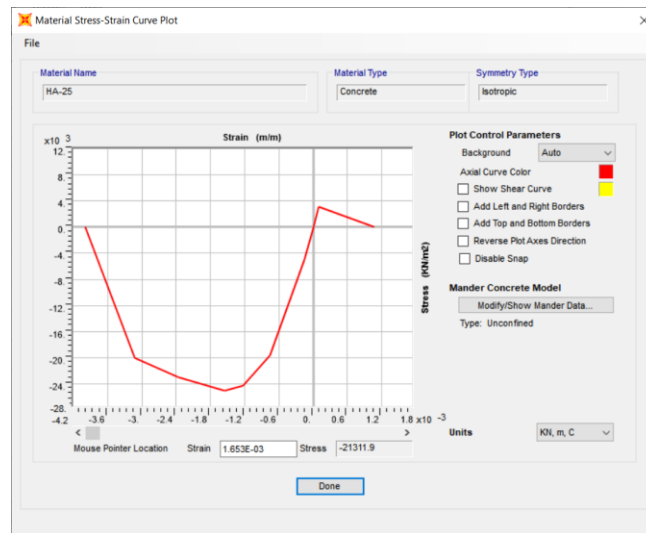 Material Stress-Strain Curve Plot
File
Material Name
HA-25
Material Type
Concrete
Symmetry Type
Isotropic
x10 3
Strain (m/m)
12.
8.
4.
0.
-4.
-8.
-12.
-16.
-20.
-24.
-28.
-4.2 -3.6 -3. -2.4 -1.8 -1.2 -0.6 0. 0.6 1.2 1.8 x10 -3
Stress (KN/m2)
Mouse Pointer Location Strain 1.653E-03 Stress -21311.9
Plot Control Parameters
Background Auto
Axial Curve Color
Show Shear Curve
Add Left and Right Borders
Add Top and Bottom Borders
Reverse Plot Axes Direction
Disable Snap
Mander Concrete Model
Modify/Show Mander Data...
Type: Unconfined
Units KN, m, C
Done